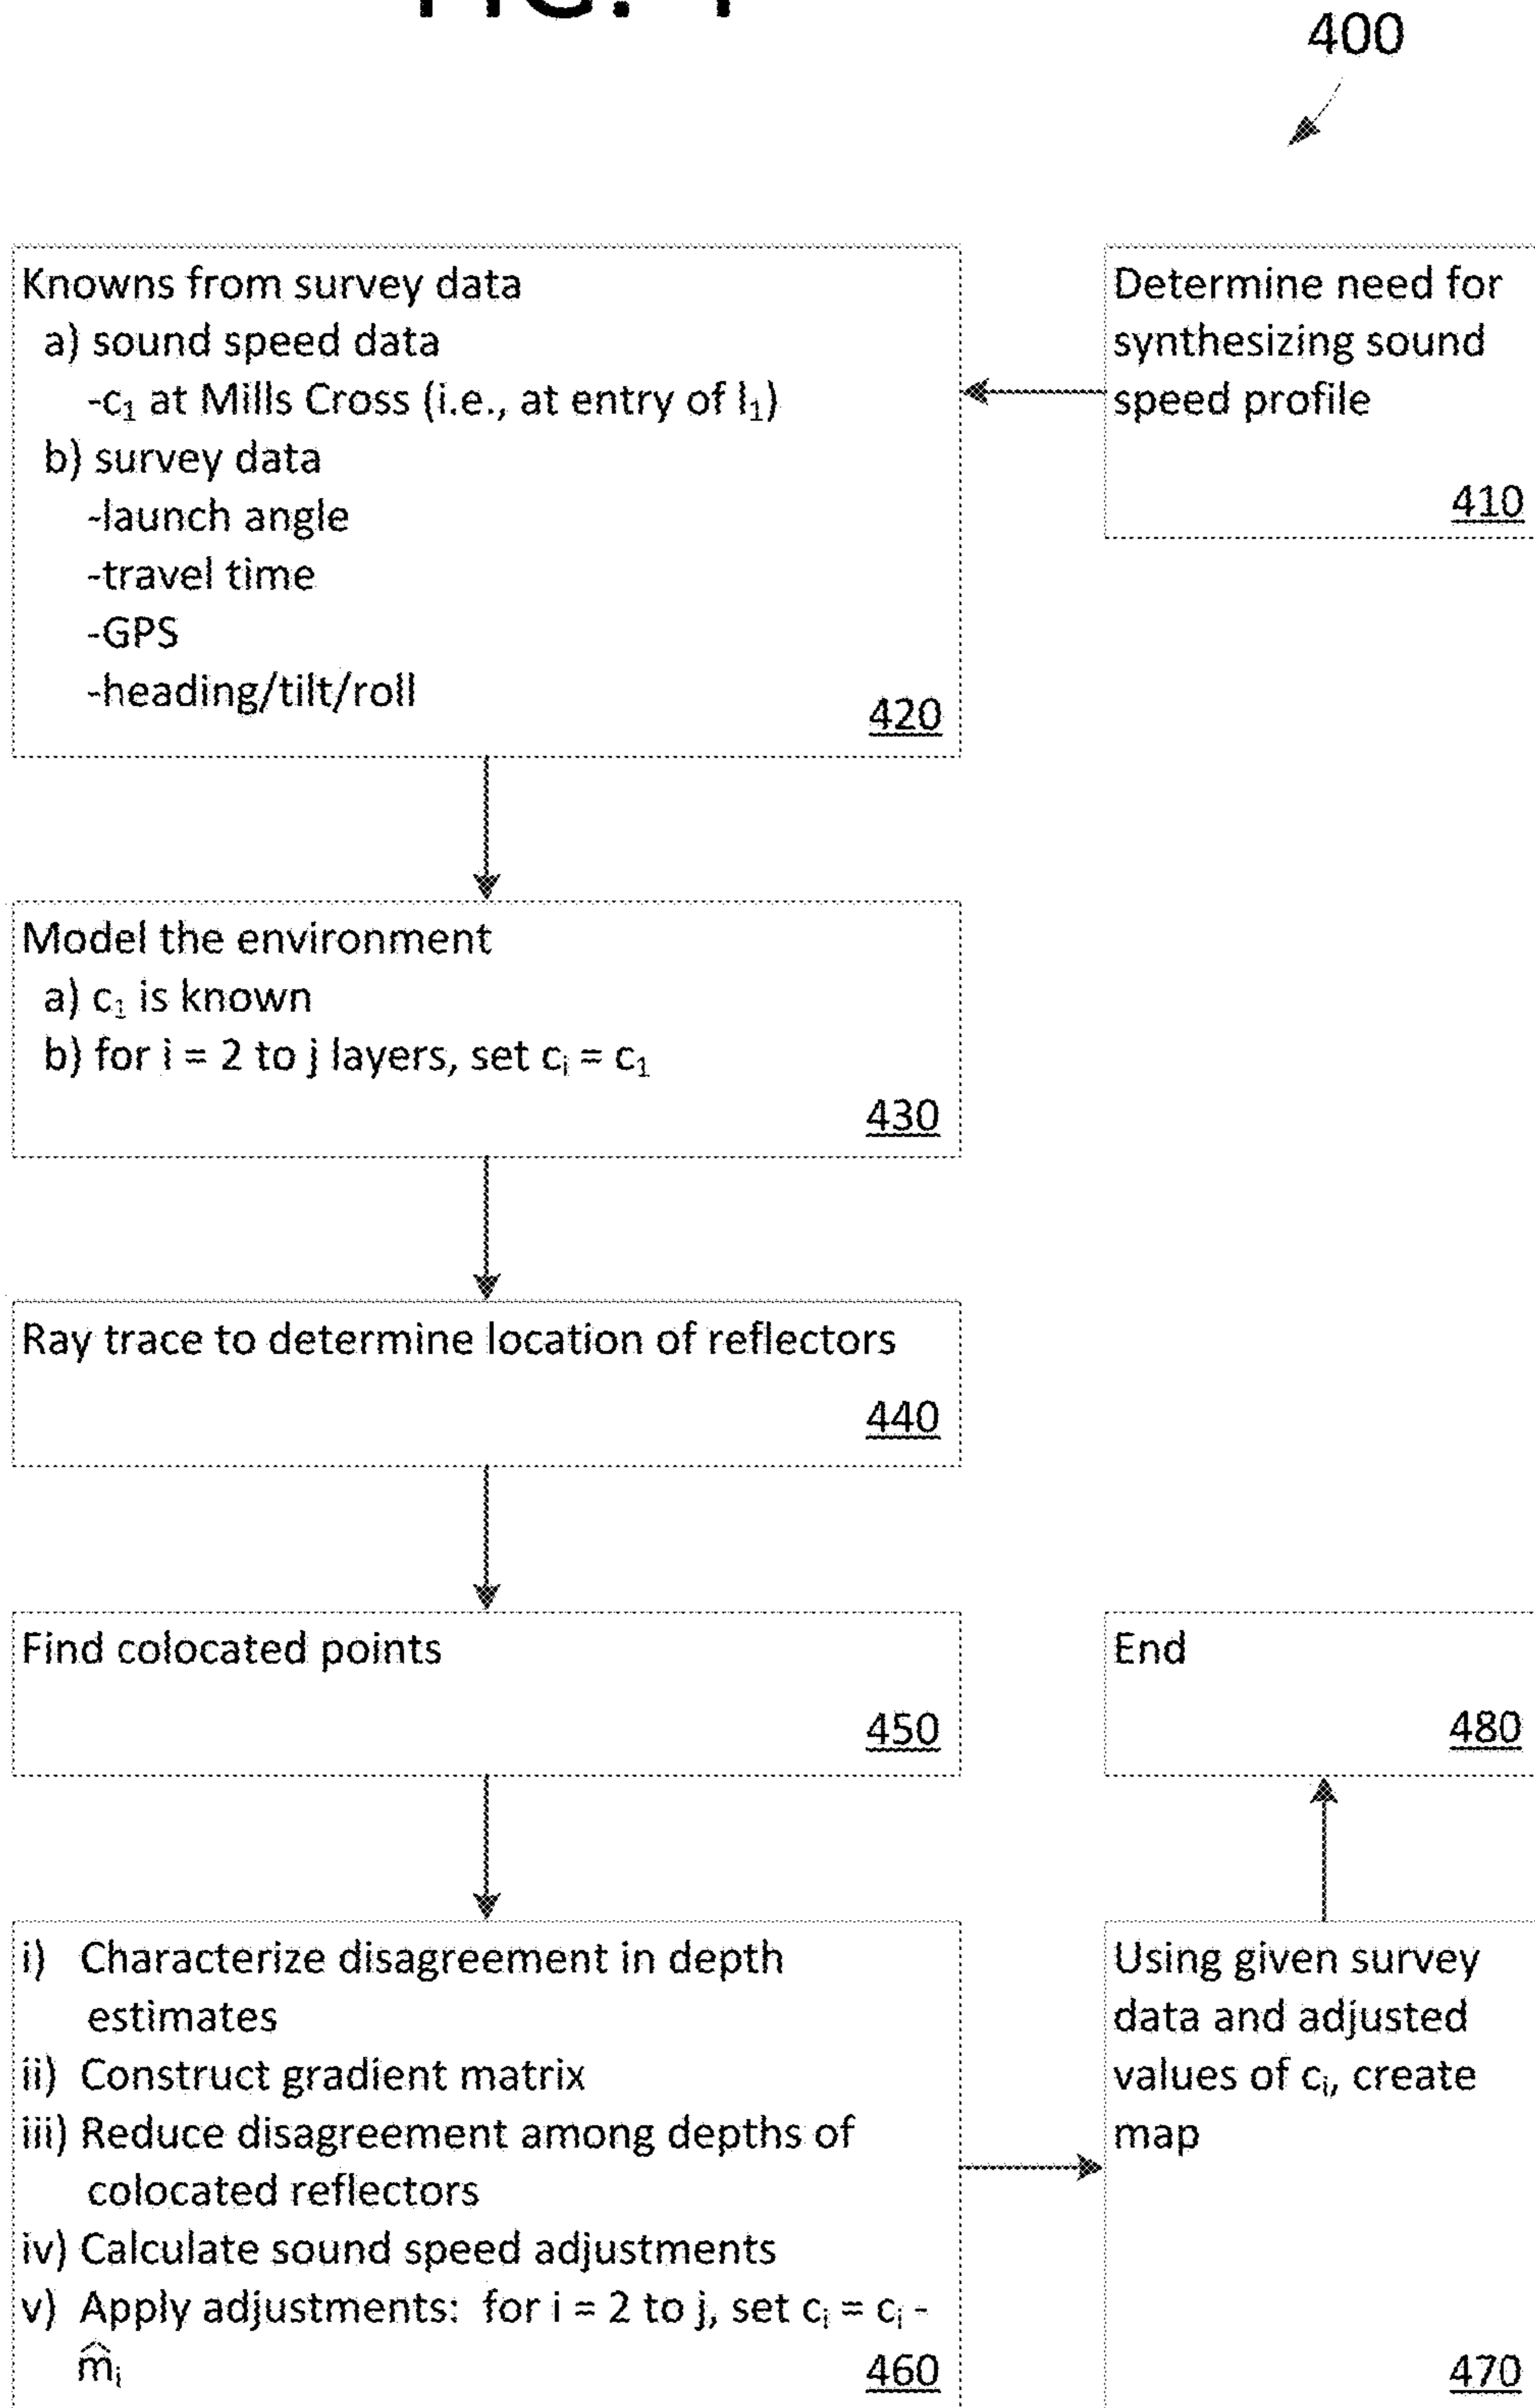 FIG. 4
400
Knowns from survey data
a) sound speed data
-c₁ at Mills Cross (i.e., at entry of l₁)
b) survey data
-launch angle
-travel time
-GPS
-heading/tilt/roll
420
Determine need for
synthesizing sound
speed profile
410
Model the environment
a) c₁ is known
b) for i = 2 to j layers, set cᵢ = c₁
430
Ray trace to determine location of reflectors
440
Find colocated points
450
End
480
i) Characterize disagreement in depth
estimates
ii) Construct gradient matrix
iii) Reduce disagreement among depths of
colocated reflectors
iv) Calculate sound speed adjustments
v) Apply adjustments: for i = 2 to j, set cᵢ = cᵢ -
m̂ᵢ
460
Using given survey
data and adjusted
values of cᵢ, create
map
470